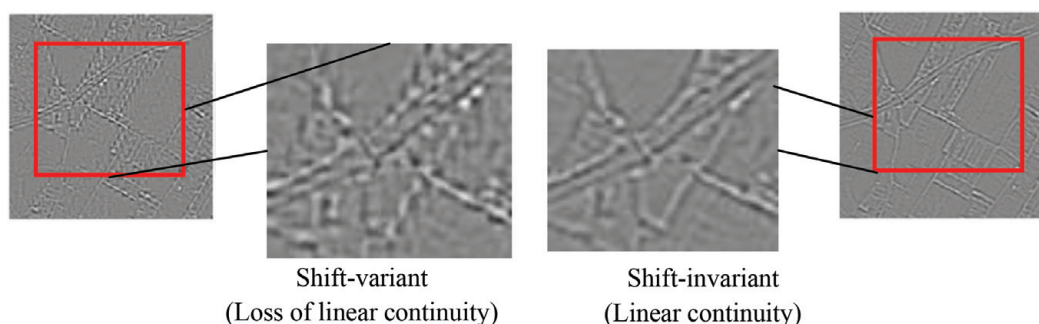 Shift-variant
(Loss of linear continuity)
Shift-invariant
(Linear continuity)